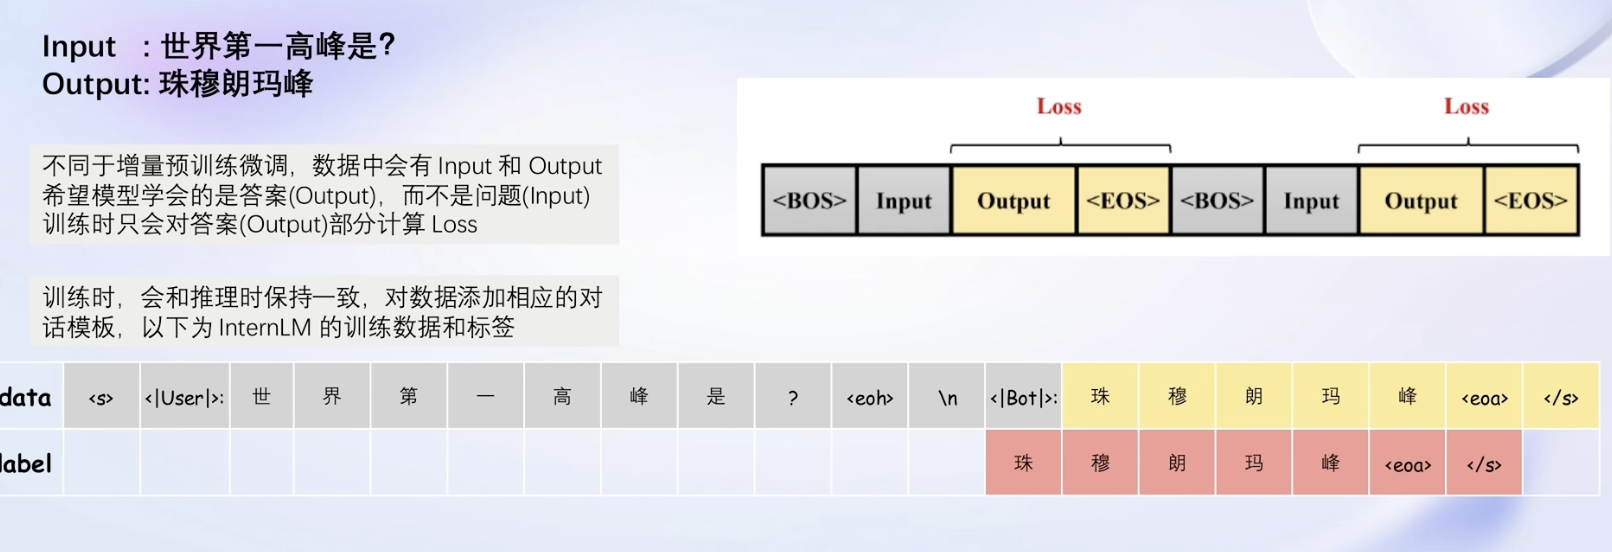 Input : 世界第一高峰是?
Output: 珠穆朗玛峰
不同于增量预训练微调，数据中会有 Input 和 Output
希望模型学会的是答案(Output)，而不是问题(Input)
训练时只会对答案(Output)部分计算 Loss
Loss Loss
<BOS> Input Output <EOS> <BOS> Input Output <EOS>
训练时，会和推理时保持一致，对数据添加相应的对
话模板，以下为 InternLM 的训练数据和标签
data <s> <|User|>: 世 界 第 一 高 峰 是 ? <eoh> \n <|Bot|>: 珠 穆 朗 玛 峰 <eoa> </s>
label 珠 穆 朗 玛 峰 <eoa> </s>